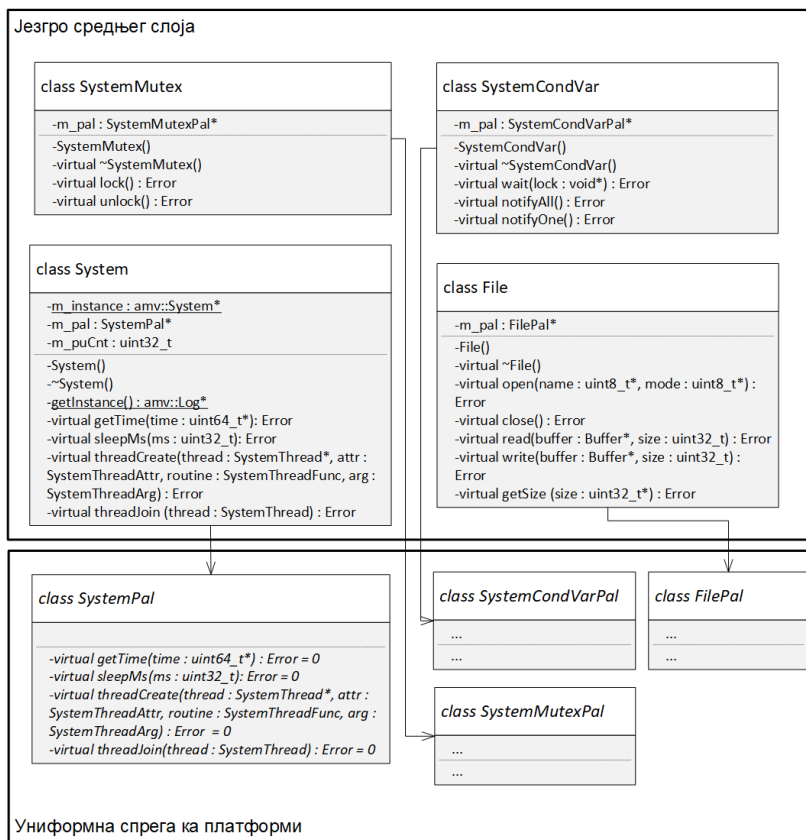 Језгро средњег слоја
class SystemMutex
-m_pal : SystemMutexPal*
-SystemMutex()
-virtual ~SystemMutex()
-virtual lock() : Error
-virtual unlock() : Error
class SystemCondVar
-m_pal : SystemCondVarPal*
-SystemCondVar()
-virtual ~SystemCondVar()
-virtual wait(lock : void*) : Error
-virtual notifyAll() : Error
-virtual notifyOne() : Error
class System
-m_instance : amv::System*
-m_pal : SystemPal*
-m_puCnt : uint32_t
-System()
-~System()
-getInstance() : amv::Log*
-virtual getTime(time : uint64_t*): Error
-virtual sleepMs(ms : uint32_t): Error
-virtual threadCreate(thread : SystemThread*, attr :
SystemThreadAttr, routine : SystemThreadFunc, arg :
SystemThreadArg) : Error
-virtual threadJoin (thread : SystemThread) : Error
class File
-m_pal : FilePal*
-File()
-virtual ~File()
-virtual open(name : uint8_t*, mode : uint8_t*) :
Error
-virtual close() : Error
-virtual read(buffer : Buffer*, size : uint32_t) : Error
-virtual write(buffer : Buffer*, size : uint32_t) :
Error
-virtual getSize (size : uint32_t*) : Error
class SystemPal
-virtual getTime(time : uint64_t*) : Error = 0
-virtual sleepMs(ms : uint32_t): Error = 0
-virtual threadCreate(thread : SystemThread*, attr :
SystemThreadAttr, routine : SystemThreadFunc, arg :
SystemThreadArg) : Error = 0
-virtual threadJoin(thread : SystemThread) : Error = 0
class SystemCondVarPal
...
...
class FilePal
...
...
class SystemMutexPal
...
...
Униформна спрега ка платформи